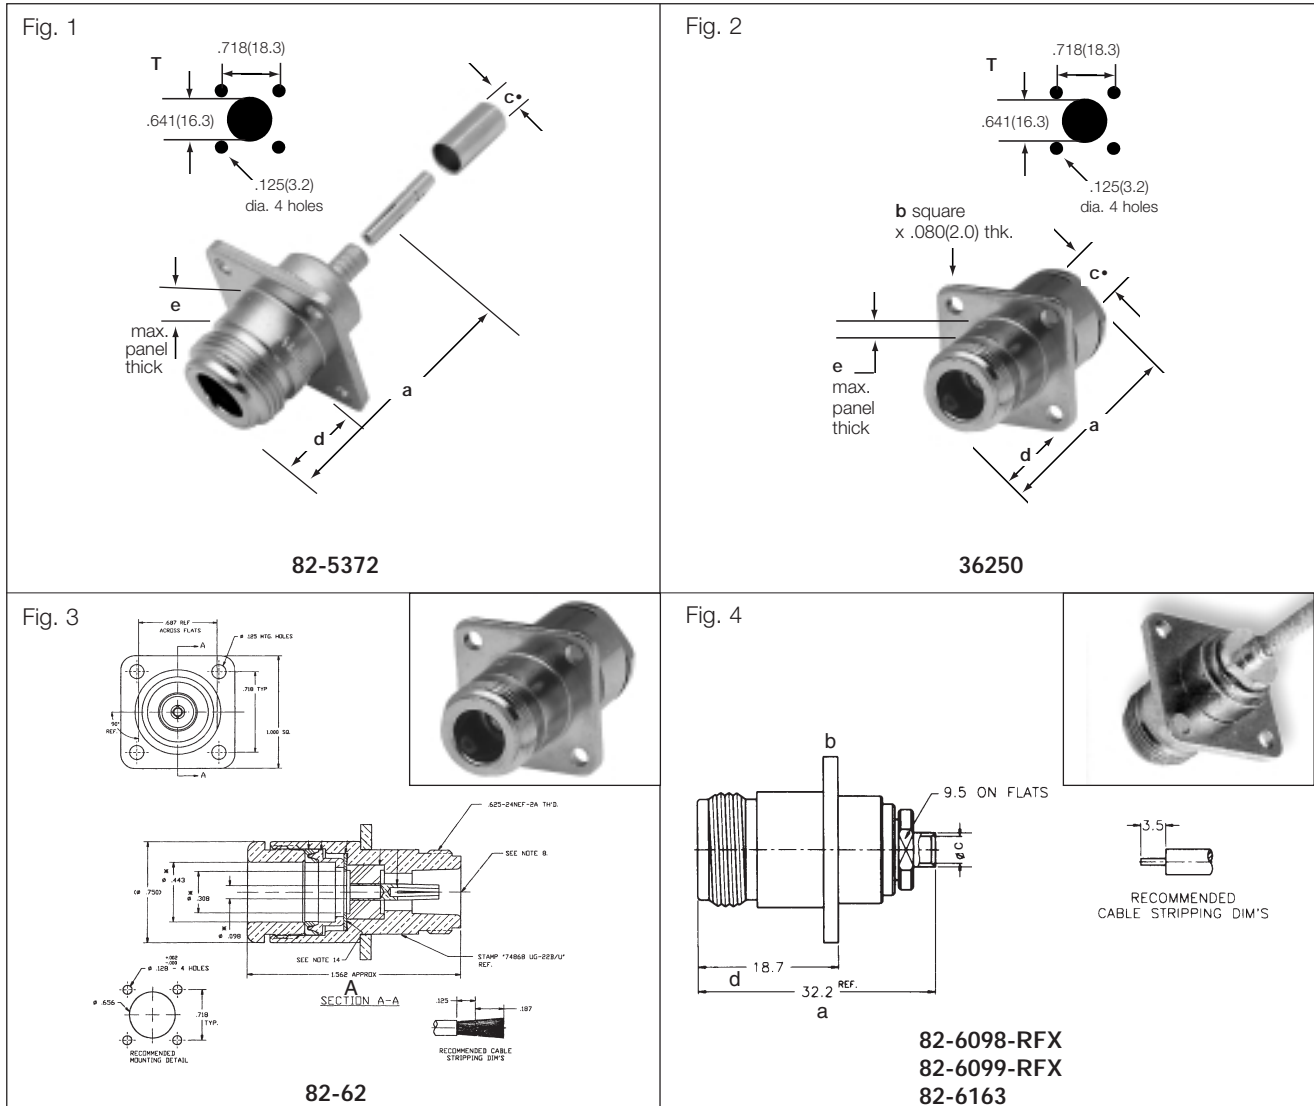 Fig. 1
.718(18.3)
T
.641(16.3)
.125(3.2)
dia. 4 holes
c•
e
max.
panel
thick
a
d
82-5372
Fig. 2
.718(18.3)
T
.641(16.3)
.125(3.2)
dia. 4 holes
b square
x .080(2.0) thk.
c•
e
max.
panel
thick
a
d
36250
Fig. 3
.687 REF
ACROSS FLATS
Ø .125 MTG. HOLES
A
.718 TYP
90°
REF.
1.000 SQ.
A
.625-24NEF-2A TH'D.
SEE NOTE 8.
(Ø .750)
Ø .443
Ø .308
Ø .098
SEE NOTE 14
STAMP "74868 UG-22B/U"
REF.
1.562 APPROX
A
SECTION A-A
+.002
-.000
Ø .128 - 4 HOLES
Ø .656
.718
TYP.
RECOMMENDED
MOUNTING DETAIL
.125
.187
RECOMMENDED CABLE
STRIPPING DIM'S
82-62
Fig. 4
b
9.5 ON FLATS
ØC
3.5
RECOMMENDED
CABLE STRIPPING DIM'S
18.7
d
32.2 REF.
a
82-6098-RFX
82-6099-RFX
82-6163